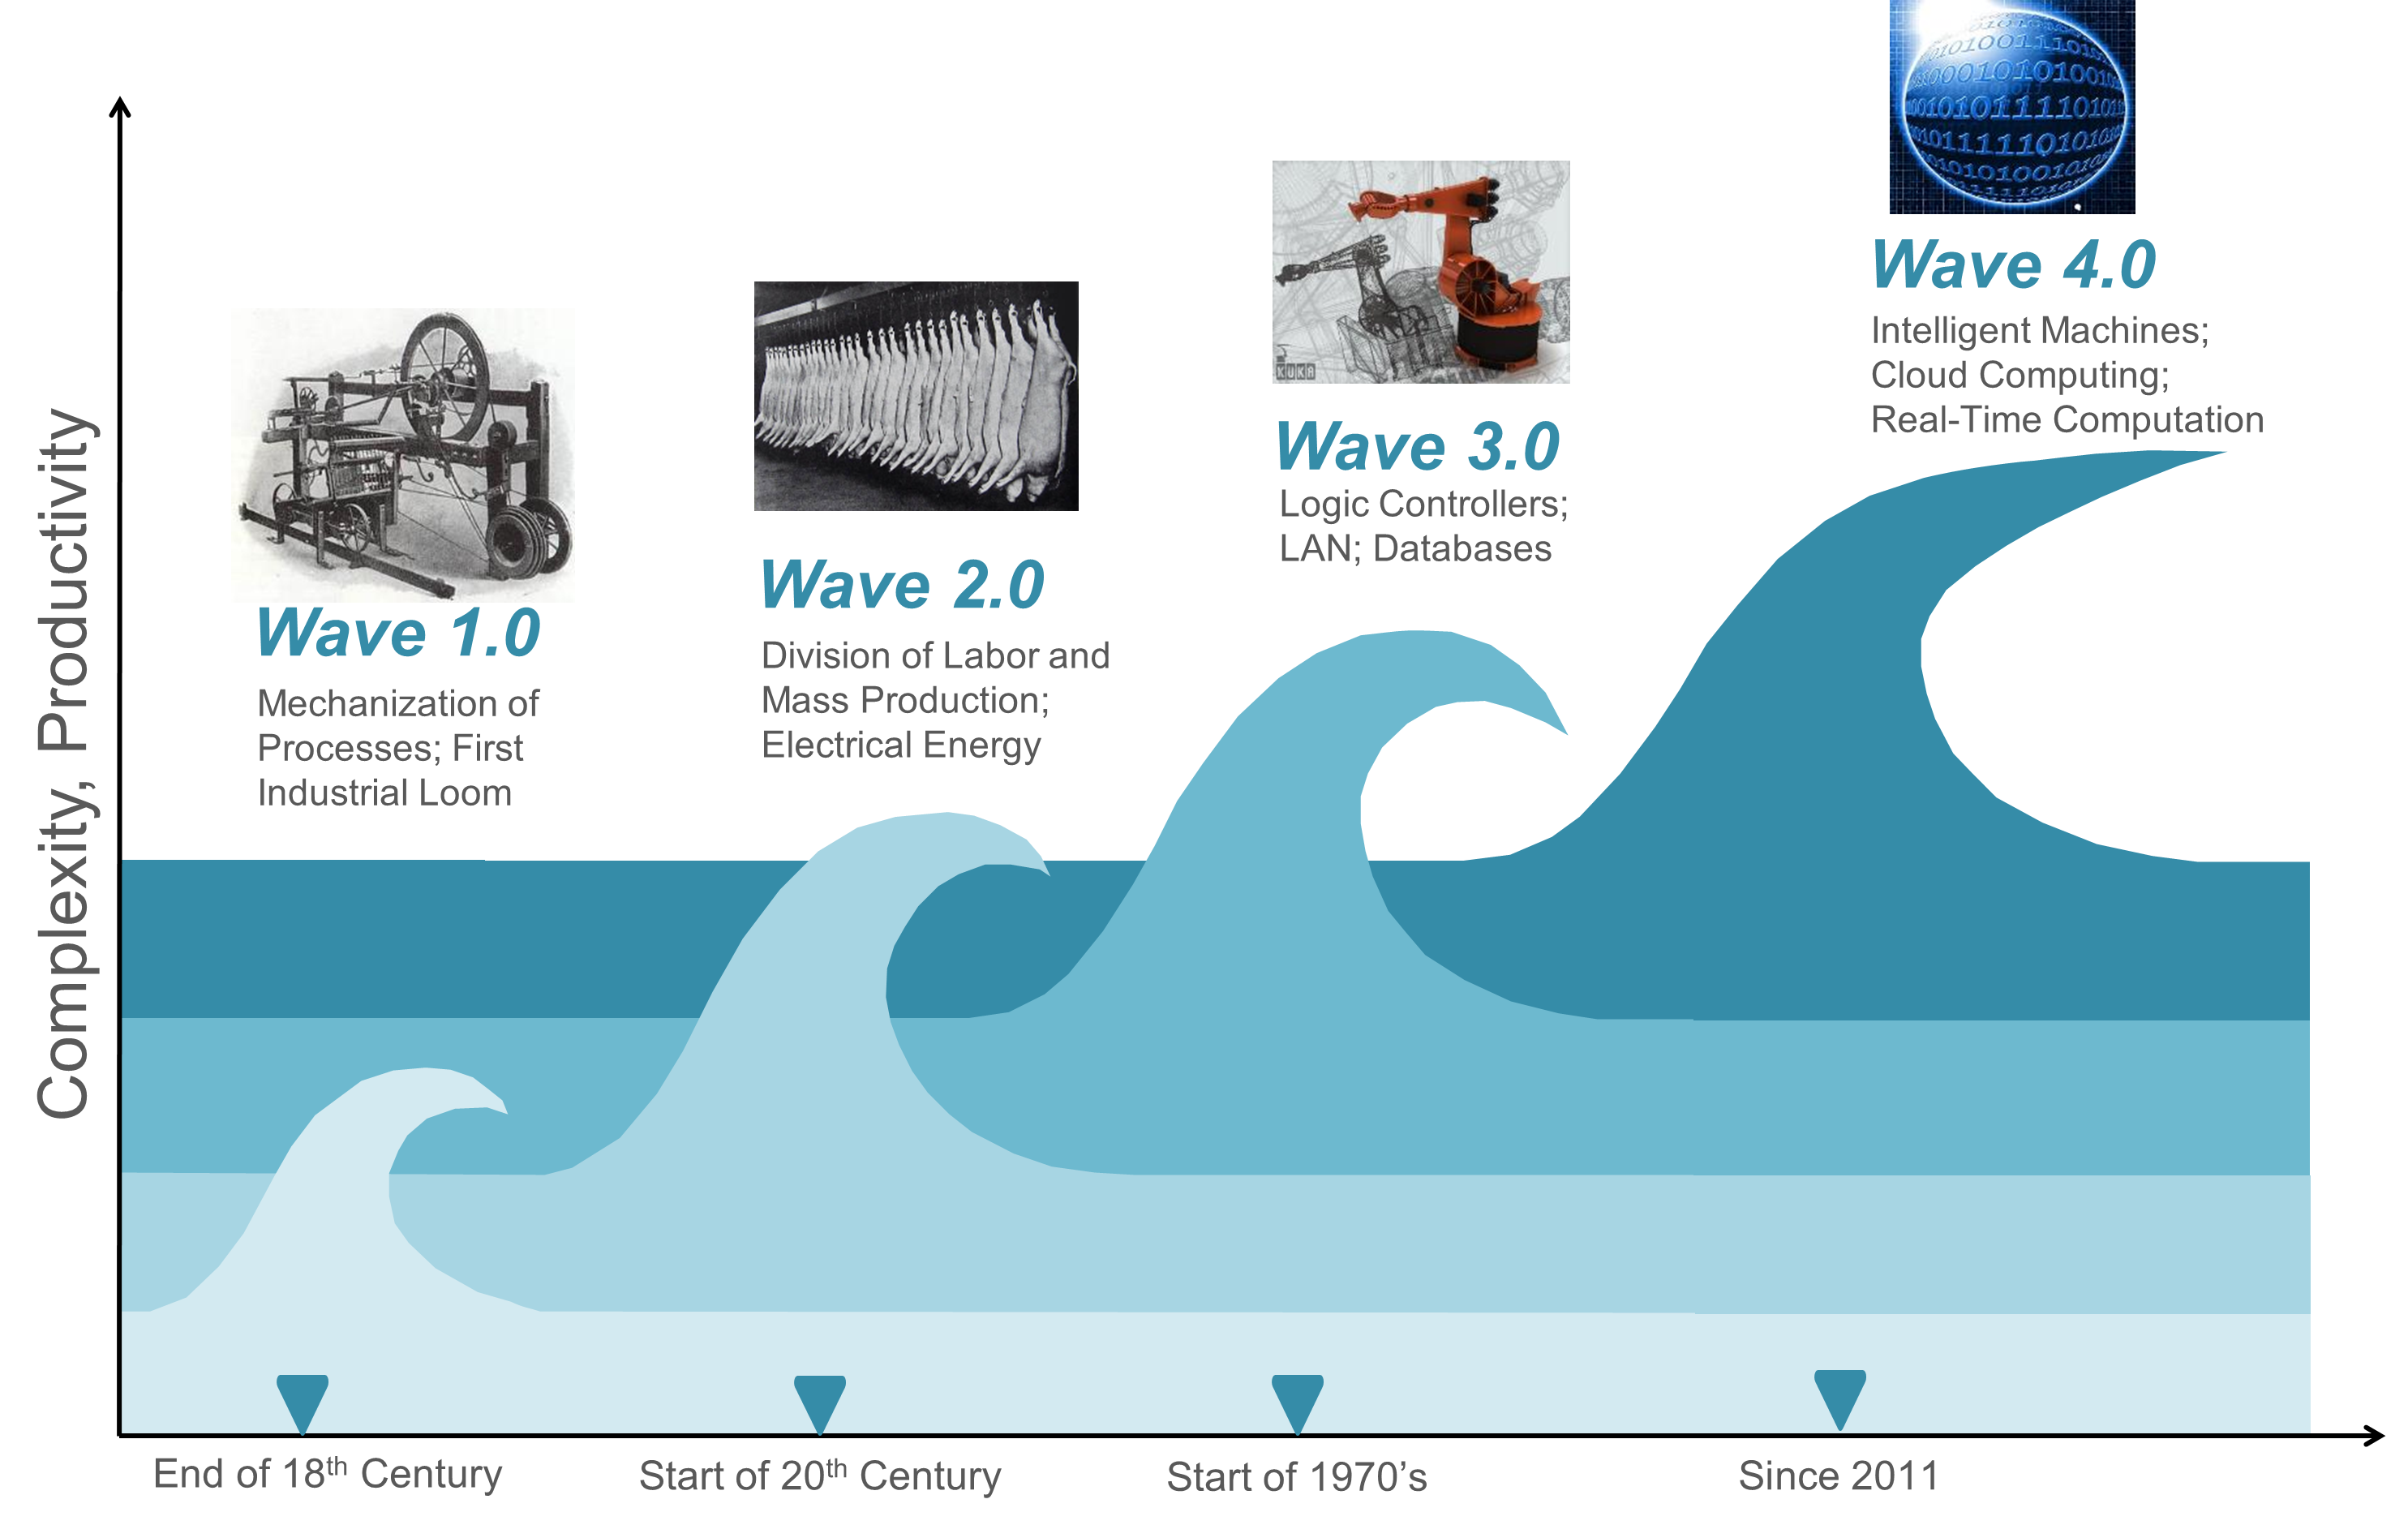 Complexity, Productivity
Wave 1.0
Mechanization of
Processes; First
Industrial Loom
Wave 2.0
Division of Labor and
Mass Production;
Electrical Energy
KUKA
Wave 3.0
Logic Controllers;
LAN; Databases
Wave 4.0
Intelligent Machines;
Cloud Computing;
Real-Time Computation
End of 18th Century
Start of 20th Century
Start of 1970’s
Since 2011